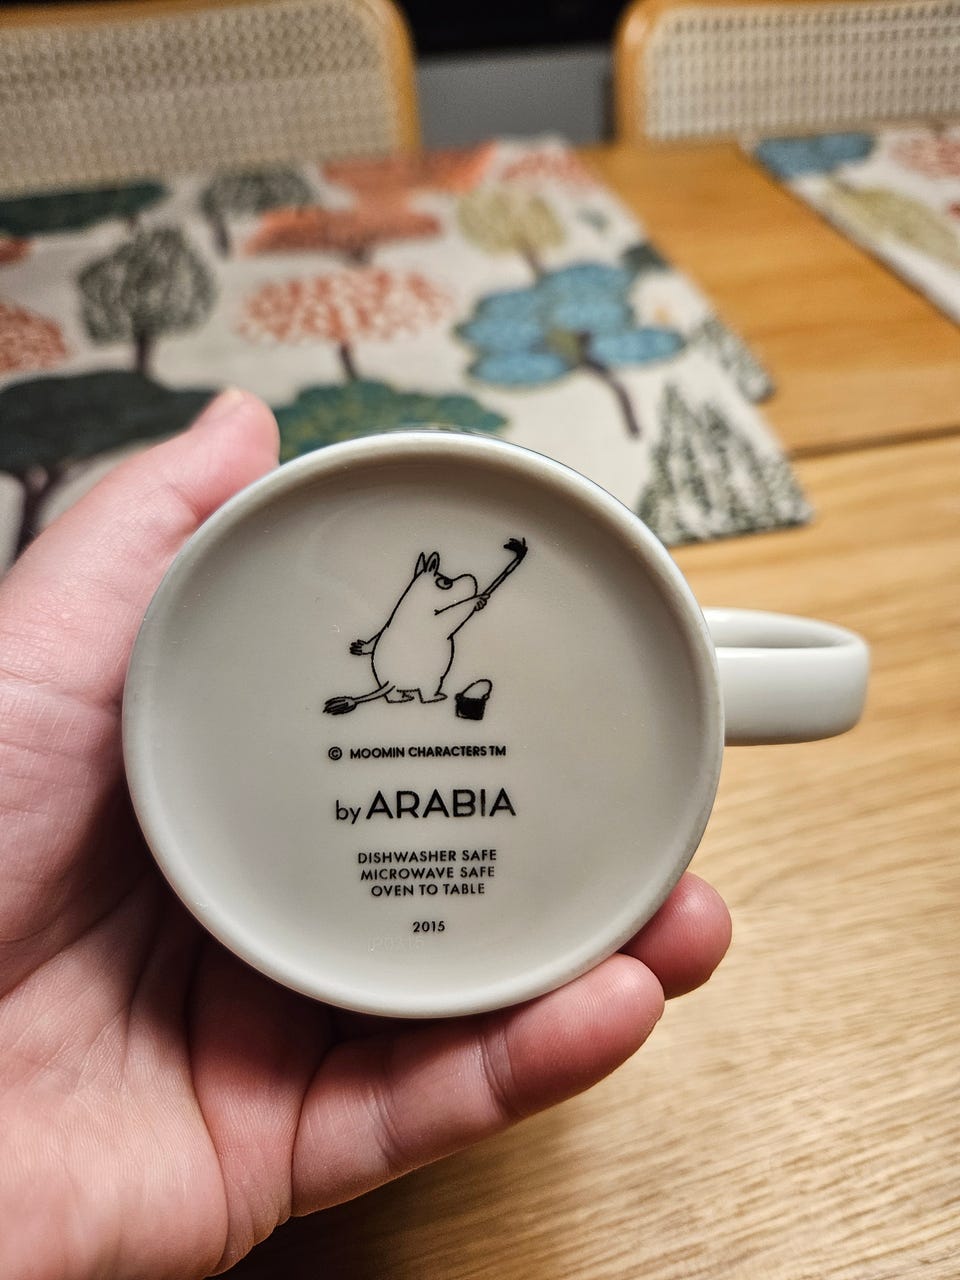 © MOOMIN CHARACTERS TM
by ARABIA
DISHWASHER SAFE
MICROWAVE SAFE
OVEN TO TABLE
2015